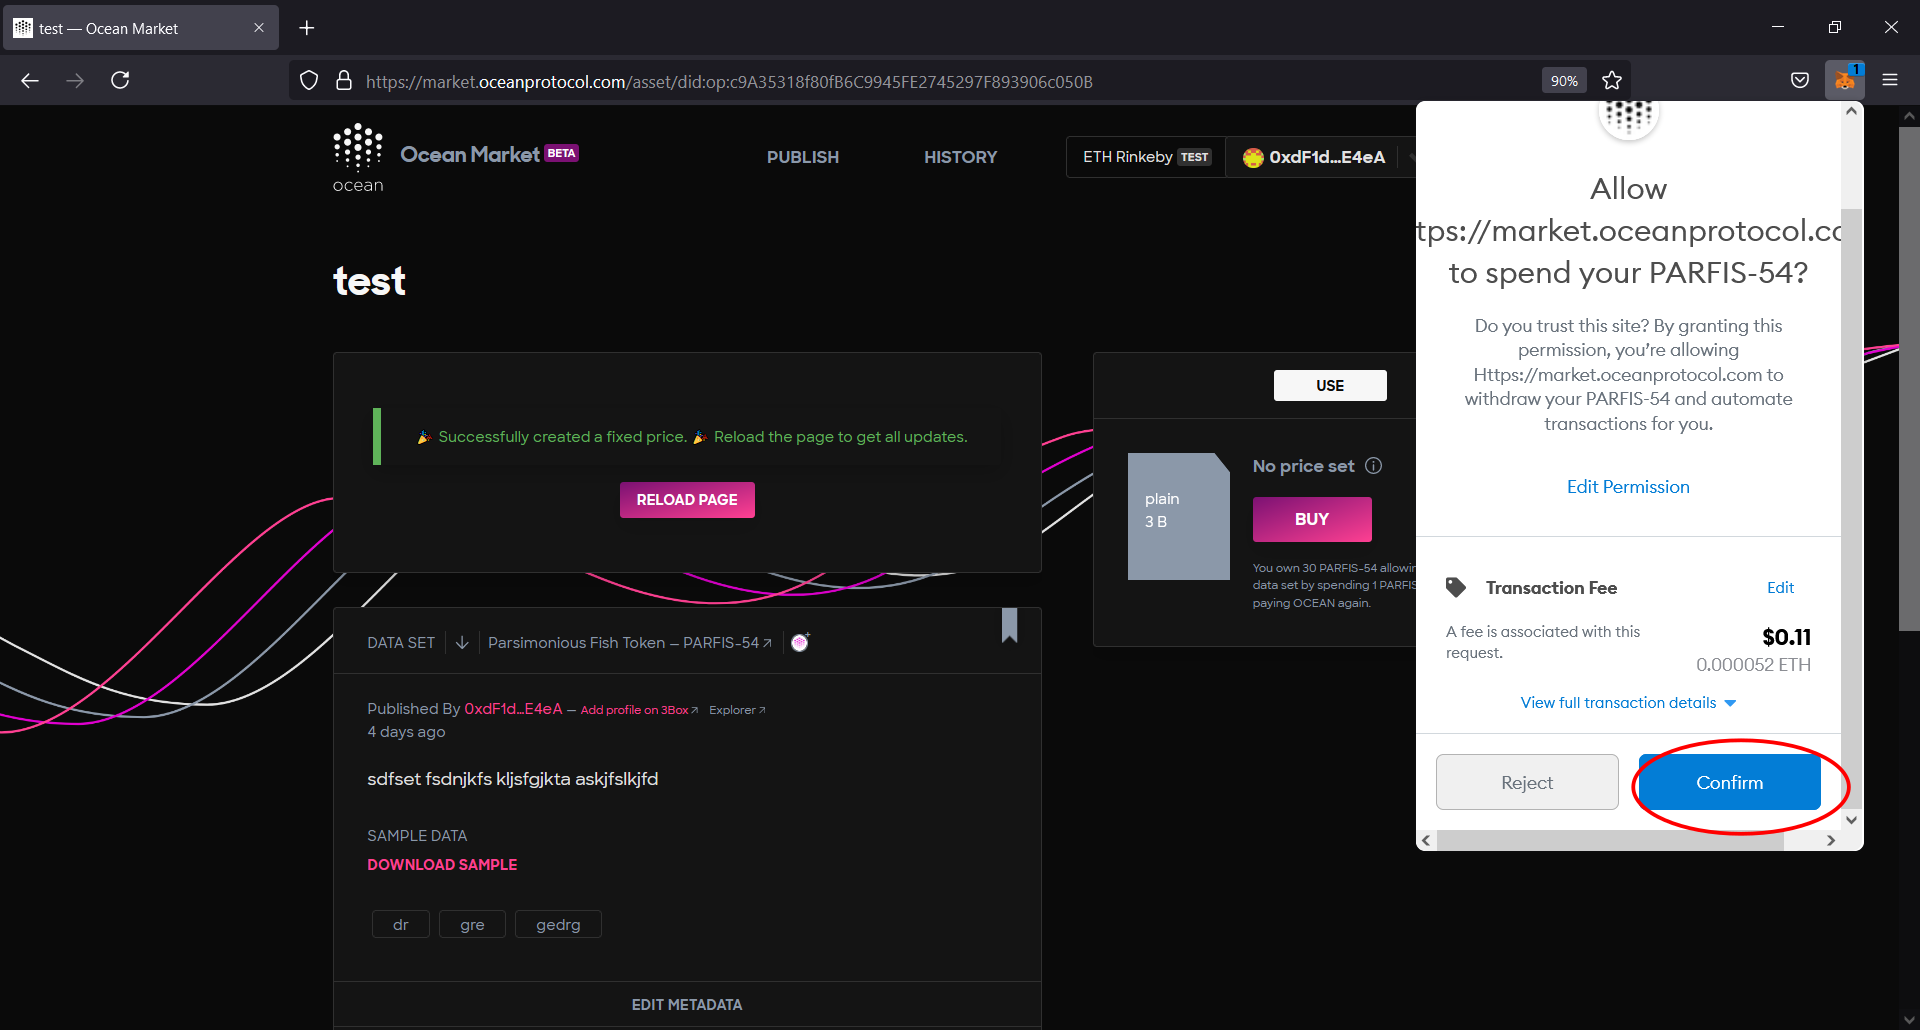 test — Ocean Market
https://market.oceanprotocol.com/asset/did:op:c9A35318f80fB6C9945FE2745297F893906c050B
90%
1
ocean
Ocean Market BETA
PUBLISH
HISTORY
ETH Rinkeby TEST
0xdF1d...E4eA
test
🎉 Successfully created a fixed price. 🎉 Reload the page to get all updates.
RELOAD PAGE
DATA SET
Parsimonious Fish Token — PARFIS-54
Published By 0xdF1d...E4eA — Add profile on 3Box Explorer
4 days ago
sdfset fsdnjkfs kljsfgjkta askjfslkjfd
SAMPLE DATA
DOWNLOAD SAMPLE
dr
gre
gedrg
EDIT METADATA
USE
plain
3 B
No price set
BUY
You own 30 PARFIS-54 allowin
data set by spending 1 PARFIS
paying OCEAN again.
Allow
tps://market.oceanprotocol.co
to spend your PARFIS-54?
Do you trust this site? By granting this
permission, you're allowing
Https://market.oceanprotocol.com to
withdraw your PARFIS-54 and automate
transactions for you.
Edit Permission
Transaction Fee
Edit
A fee is associated with this
request.
$0.11
0.000052 ETH
View full transaction details
Reject
Confirm